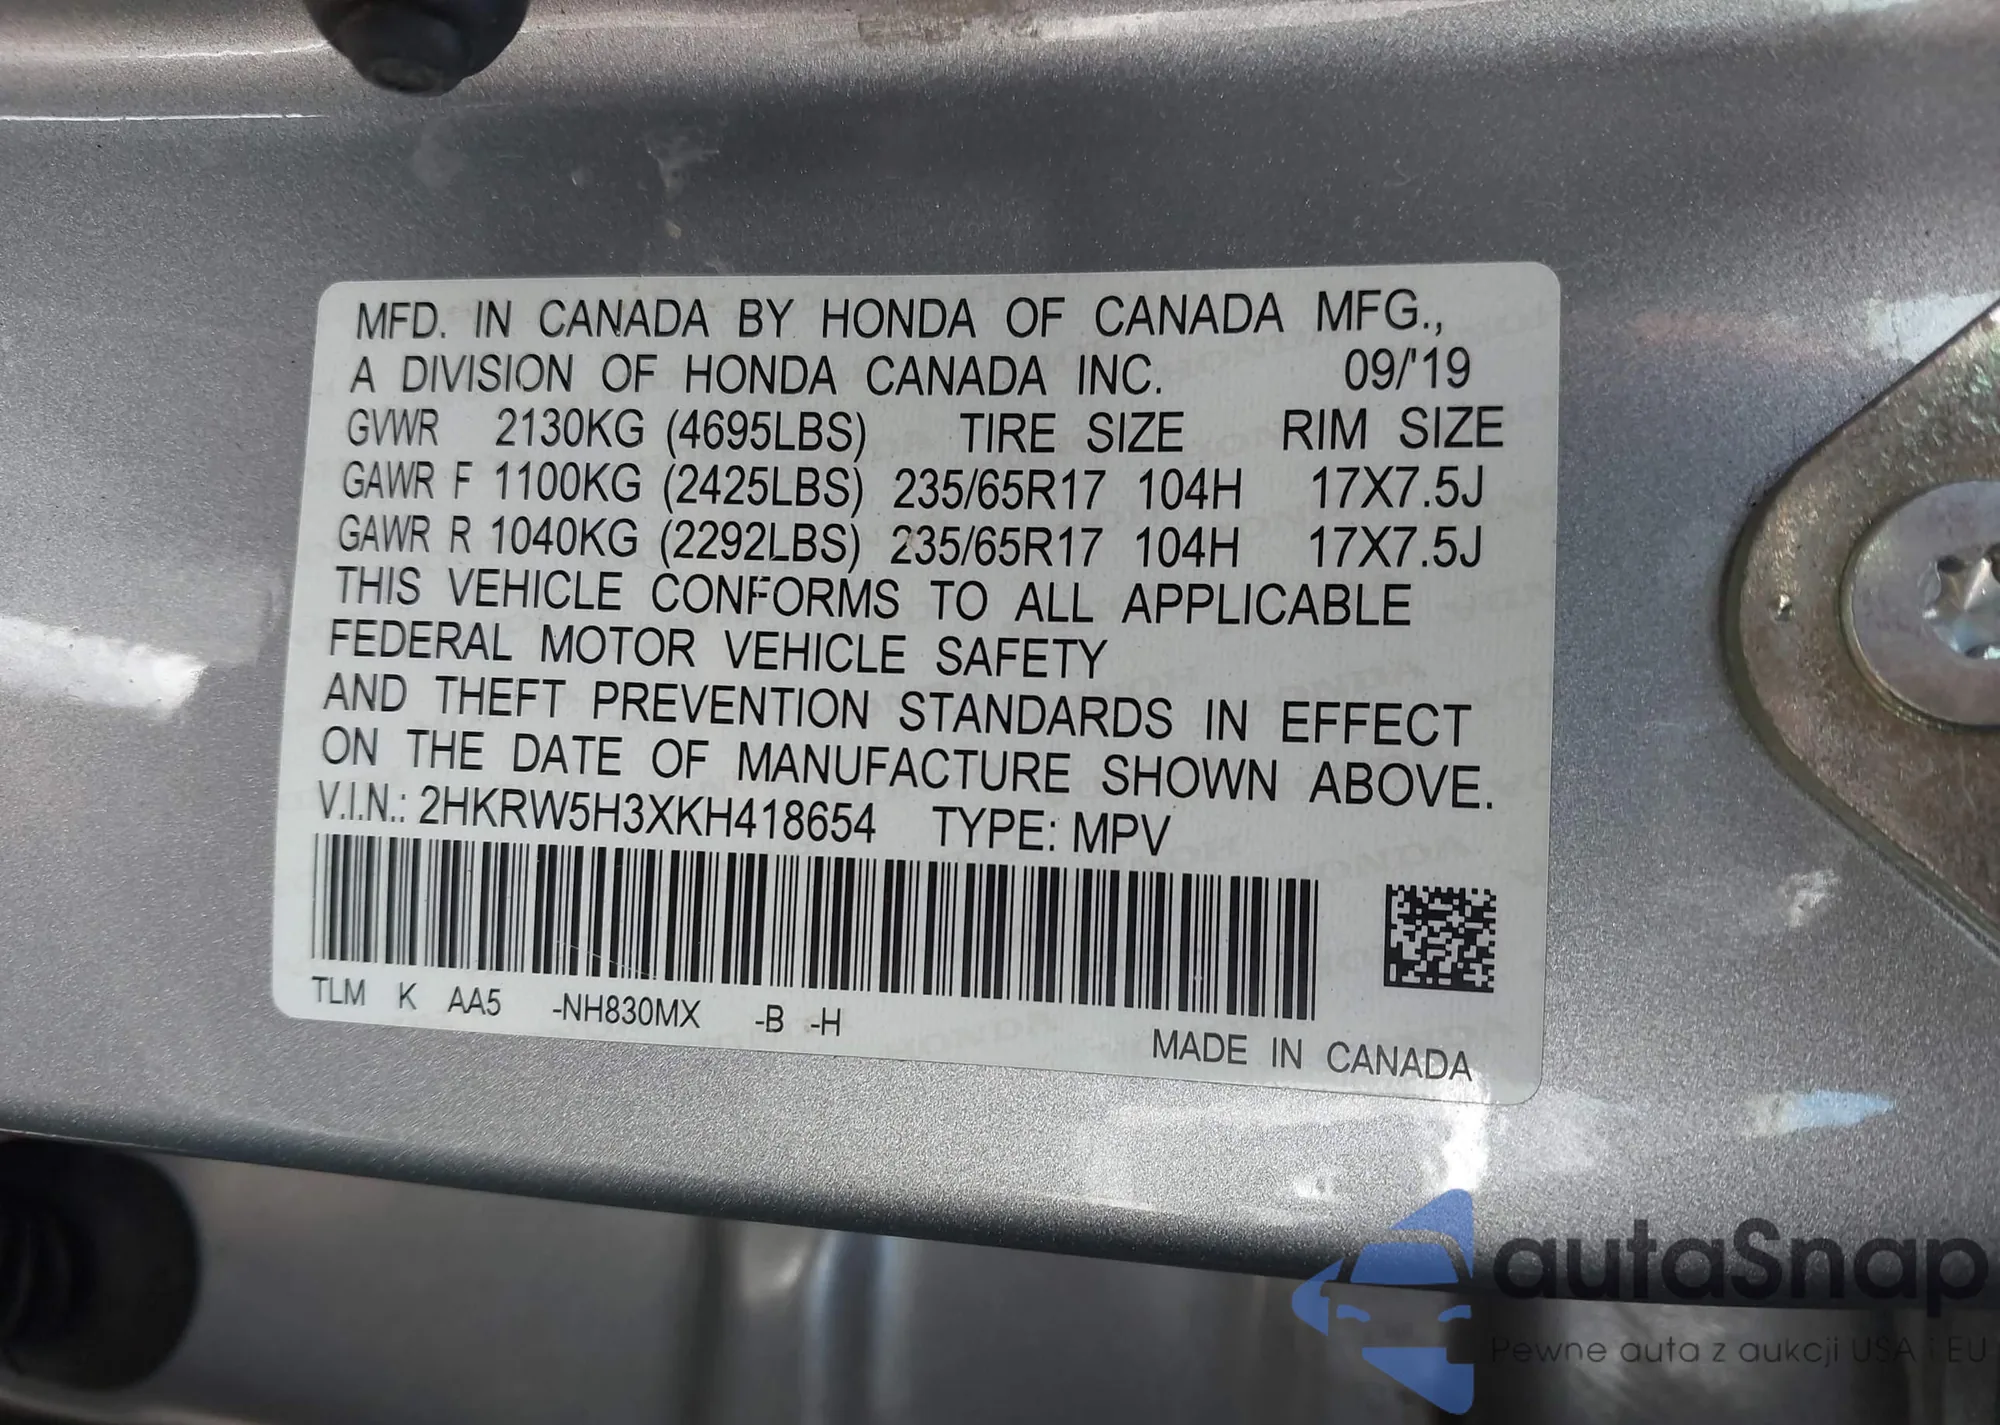 MFD. IN CANADA BY HONDA OF CANADA MFG.,
A DIVISION OF HONDA CANADA INC. 09/'19
GVWR 2130KG (4695LBS) TIRE SIZE RIM SIZE
GAWR F 1100KG (2425LBS) 235/65R17 104H 17X7.5J
GAWR R 1040KG (2292LBS) 235/65R17 104H 17X7.5J
THIS VEHICLE CONFORMS TO ALL APPLICABLE
FEDERAL MOTOR VEHICLE SAFETY
AND THEFT PREVENTION STANDARDS IN EFFECT
ON THE DATE OF MANUFACTURE SHOWN ABOVE.
V.I.N.: 2HKRW5H3XKH418654 TYPE: MPV
TLM K AA5 -NH830MX -B -H
MADE IN CANADA
autaSnap
Pewne auta z aukcji USA i EU